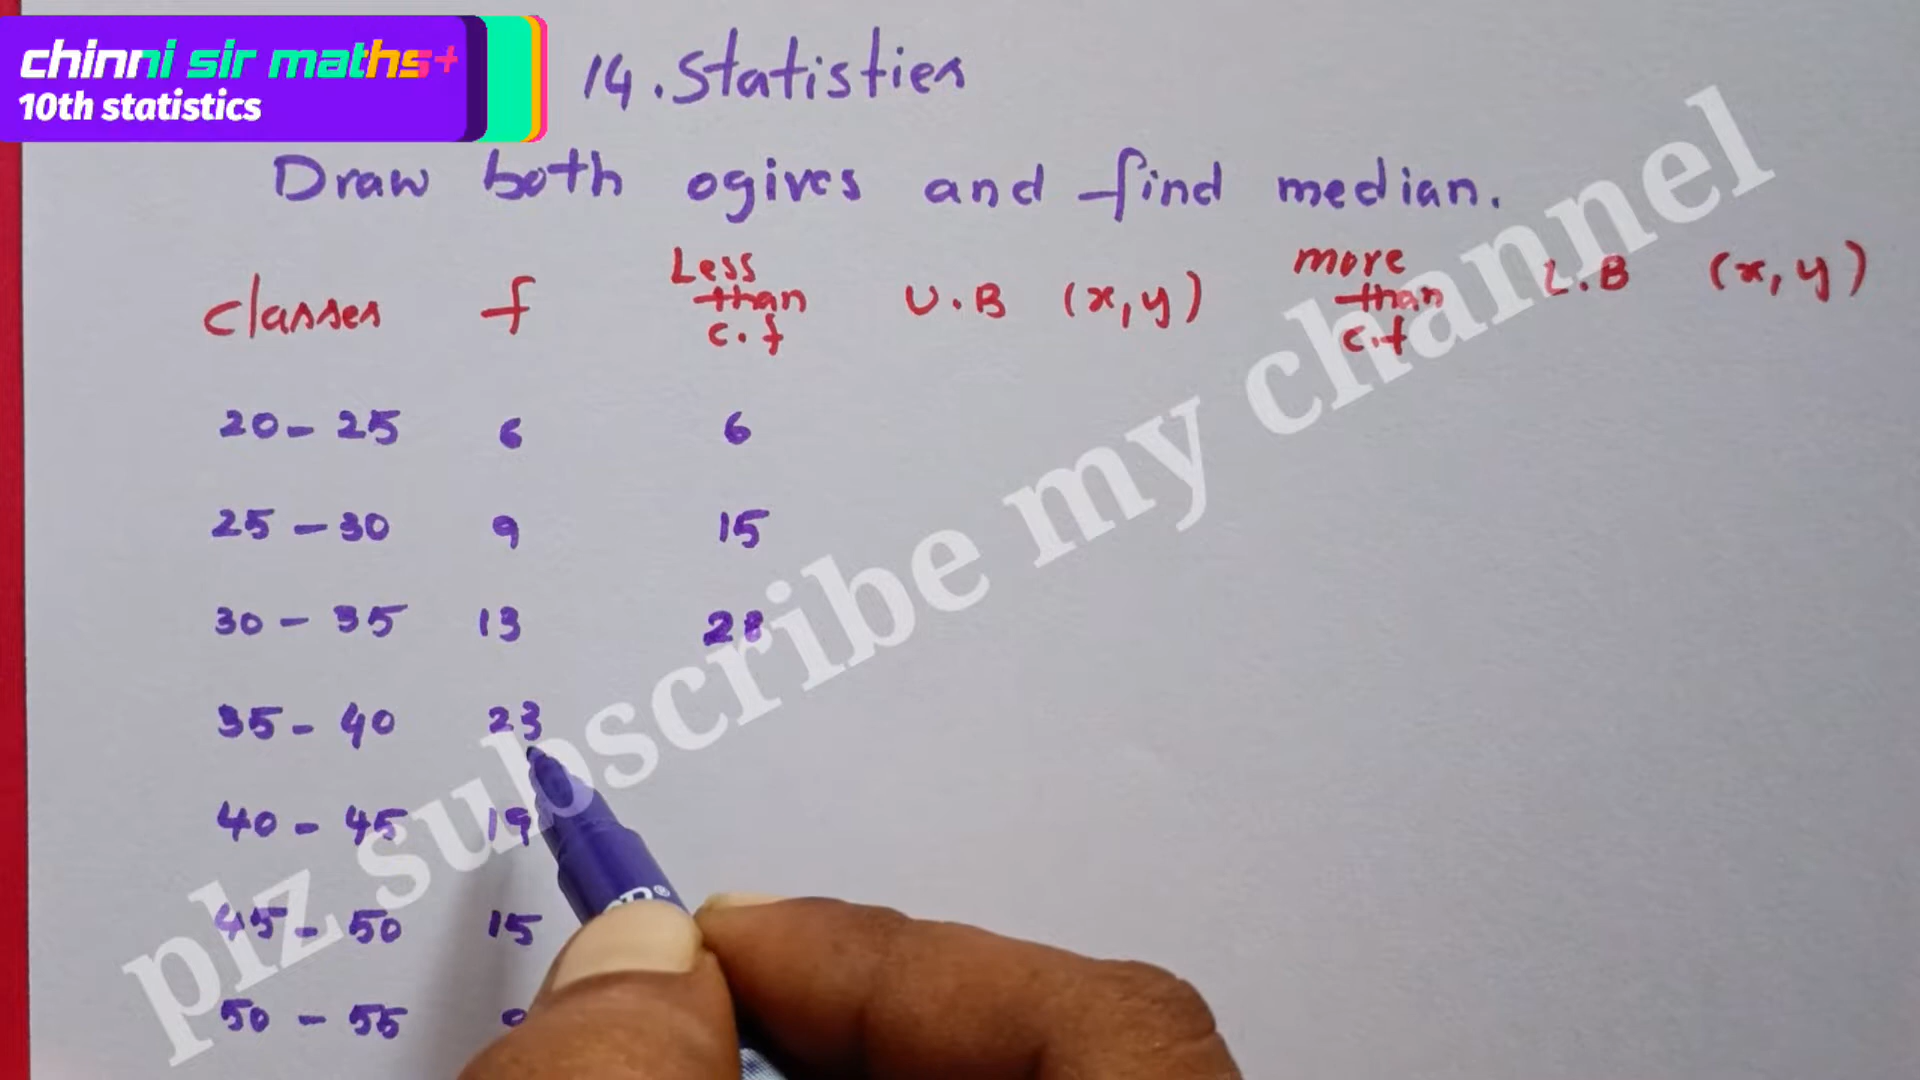 chinni sir maths+
10th statistics
14. Statistics
Draw both ogives and find median.
classes f Less than c.f U.B (x,y) more than c.f L.B (x,y)
20-25 6 6
25-30 9 15
30-35 13 28
35-40 23
40-45 19
45-50 15
50-55
plz subscribe my channel